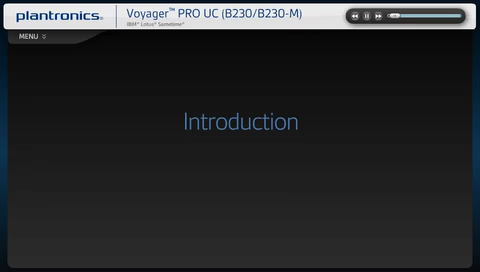 plantronics®
Voyager™ PRO UC (B230/B230-M)
IBM® Lotus® Sametime®
MENU
Introduction